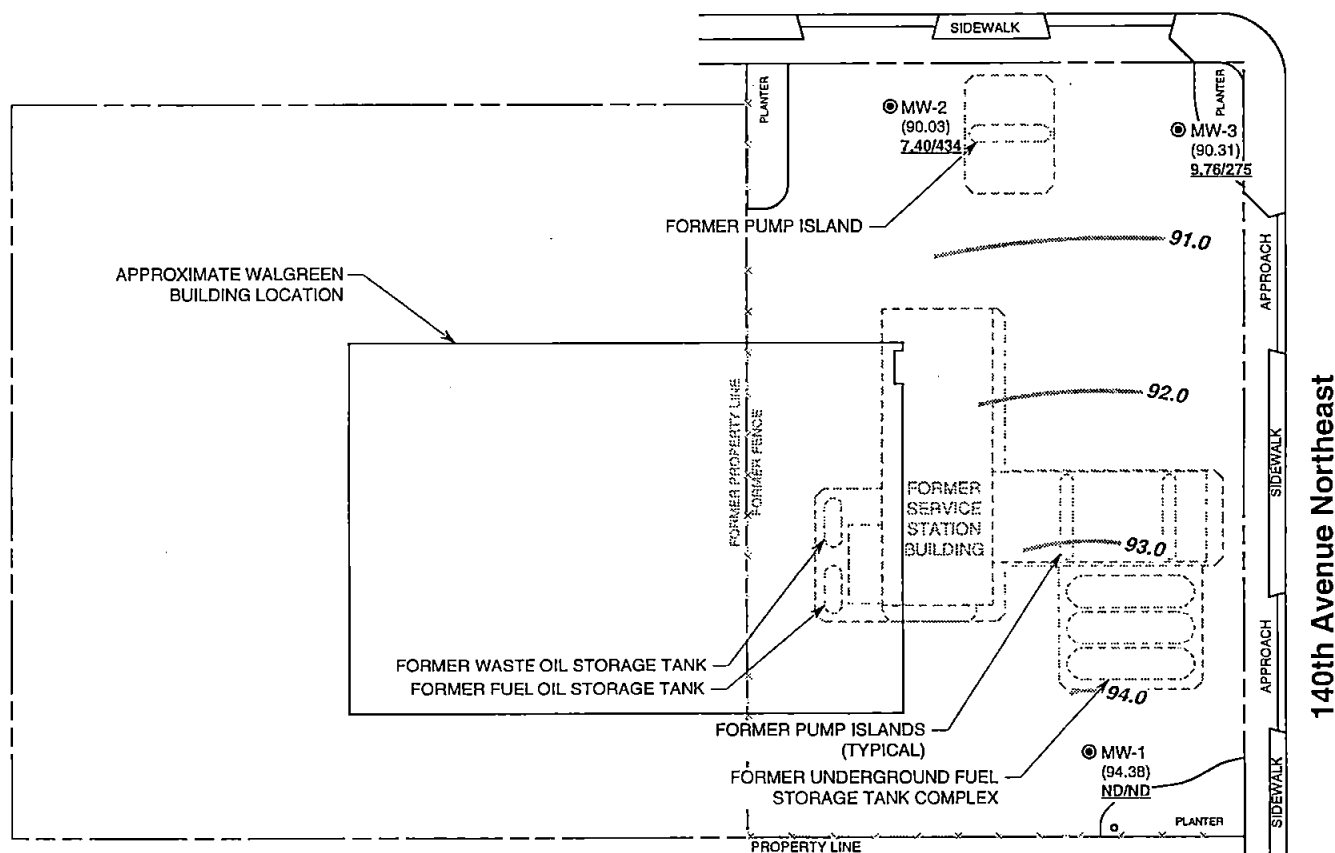 SIDEWALK
PLANTER
MW-2
(90.03)
7.40/434
PLANTER
MW-3
(90.31)
9.76/275
FORMER PUMP ISLAND
91.0
APPROACH
APPROXIMATE WALGREEN
BUILDING LOCATION
92.0
FORMER PROPERTY LINE
FORMER FENCE
SIDEWALK
140th Avenue Northeast
FORMER
SERVICE
STATION
BUILDING
93.0
FORMER WASTE OIL STORAGE TANK
FORMER FUEL OIL STORAGE TANK
APPROACH
94.0
FORMER PUMP ISLANDS
(TYPICAL)
FORMER UNDERGROUND FUEL
STORAGE TANK COMPLEX
MW-1
(94.38)
ND/ND
SIDEWALK
PLANTER
PROPERTY LINE